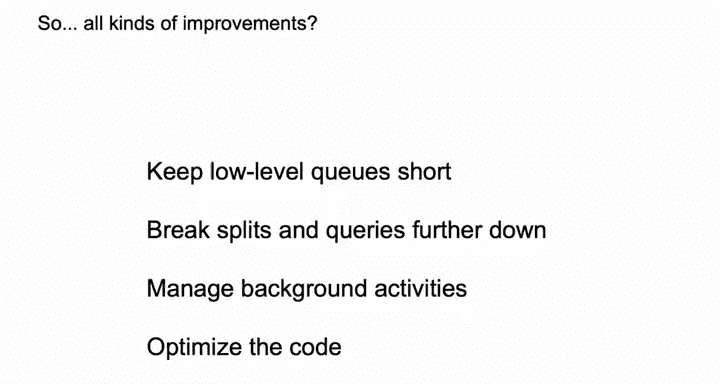 So... all kinds of improvements?
Keep low-level queues short
Break splits and queries further down
Manage background activities
Optimize the code